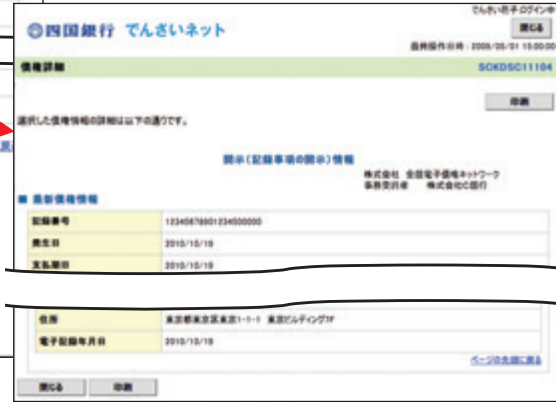 でんさい花子ログイン中
四国銀行 でんさいネット
閉じる
最終操作日時:2009/05/01 15:00:00
債権詳細 SCKDSC11104
印刷
選択した債権情報の詳細は以下の通りです。
開示(記録事項の開示)情報
株式会社 全銀電子債権ネットワーク
事務受託者 株式会社C銀行
■ 最新債権情報
記録番号
発生日 2010/10/19
支払期日 2010/10/19
住所 東京都東京区東京1-1-1 東京ビルディング1F
電子記録年月日 2010/10/19
ページの先頭に戻る
閉じる 印刷